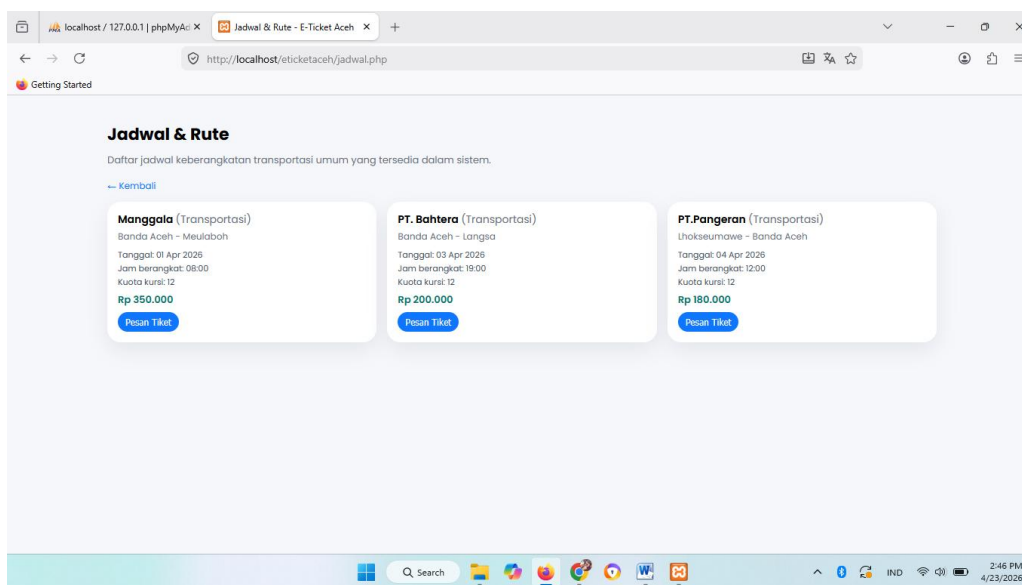 localhost / 127.0.0.1 | phpMyAd
Jadwal & Rute - E-Ticket Aceh
http://localhost/eticketaceh/jadwal.php
Getting Started
Jadwal & Rute
Daftar jadwal keberangkatan transportasi umum yang tersedia dalam sistem.
← Kembali
Manggala (Transportasi)
Banda Aceh - Meulaboh
Tanggal: 01 Apr 2026
Jam berangkat: 08:00
Kuota kursi: 12
Rp 350.000
Pesan Tiket
PT. Bahtera (Transportasi)
Banda Aceh - Langsa
Tanggal: 03 Apr 2026
Jam berangkat: 19:00
Kuota kursi: 12
Rp 200.000
Pesan Tiket
PT.Pangeran (Transportasi)
Lhokseumawe - Banda Aceh
Tanggal: 04 Apr 2026
Jam berangkat: 12:00
Kuota kursi: 12
Rp 180.000
Pesan Tiket
Search
IND
2:46 PM